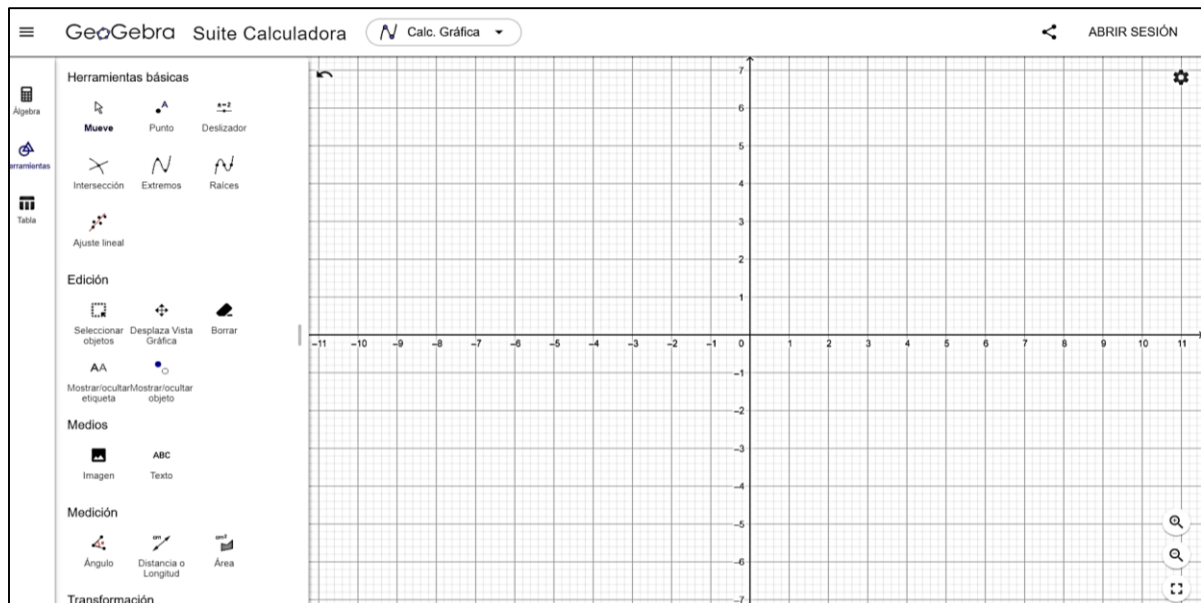 GeoGebra Suite Calculadora Calc. Gráfica ABRIR SESIÓN
Álgebra
erramientas
Tabla
Herramientas básicas
A a=2
Mueve Punto Deslizador
Intersección Extremos Raíces
Ajuste lineal
Edición
Seleccionar objetos Desplaza Vista Gráfica Borrar
AA
Mostrar/ocultar etiqueta Mostrar/ocultar objeto
Medios
ABC
Imagen Texto
Medición
cm cm²
Ángulo Distancia o Longitud Área
Transformación
7
6
5
4
3
2
1
−11 −10 −9 −8 −7 −6 −5 −4 −3 −2 −1 0 1 2 3 4 5 6 7 8 9 10 11
−1
−2
−3
−4
−5
−6
−7